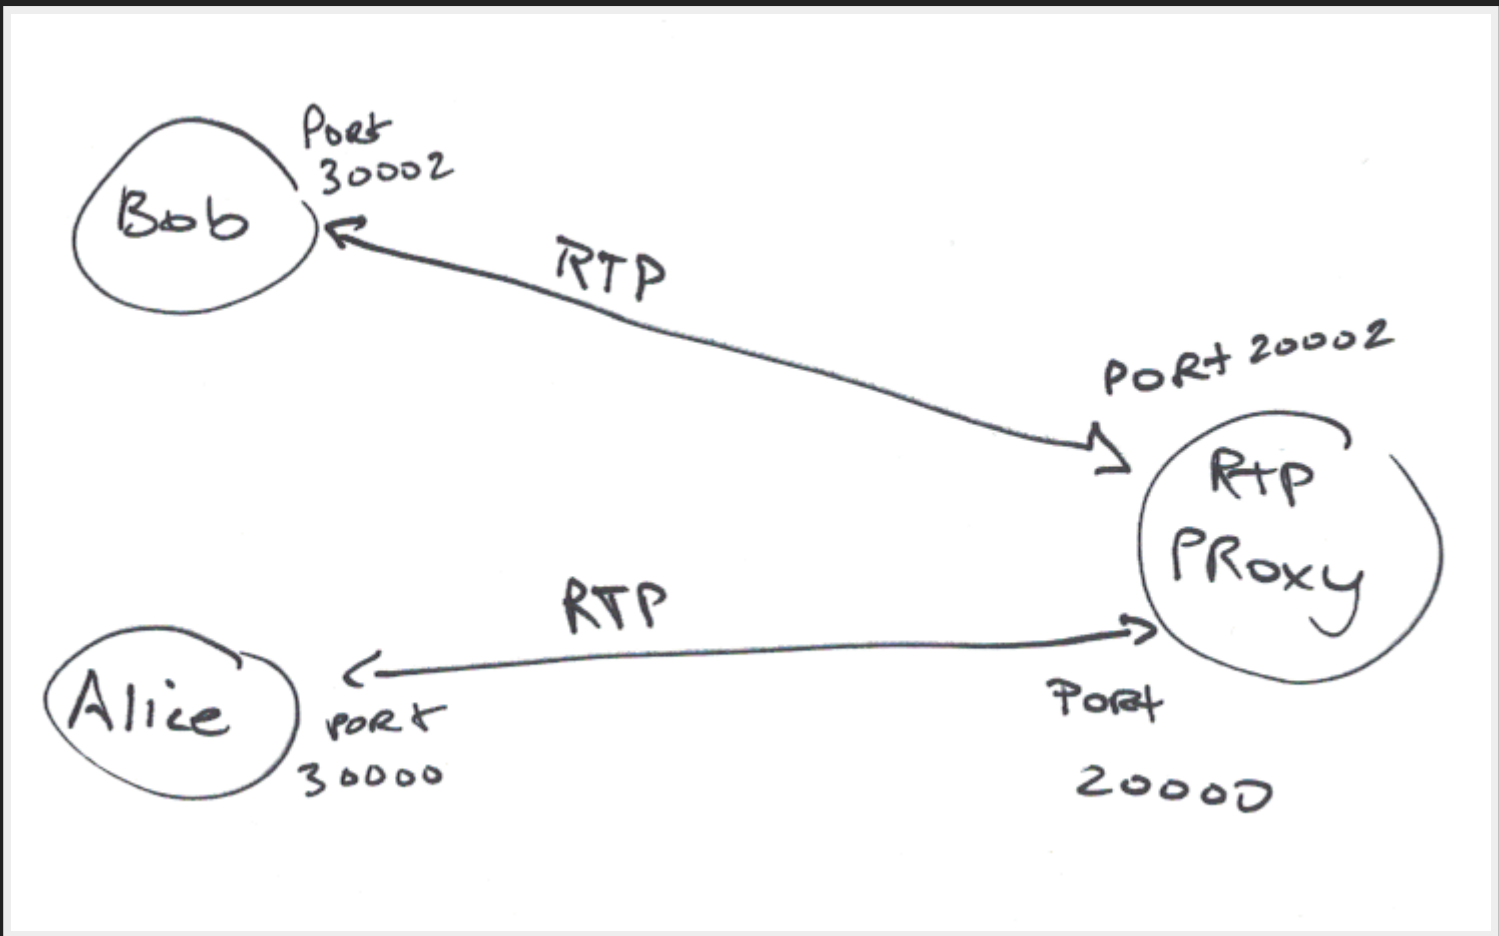 Port
30002
Bob
RTP
PORt 20002
RtP
PRoxy
RTP
Alice
PORt
30000
PORt
20000